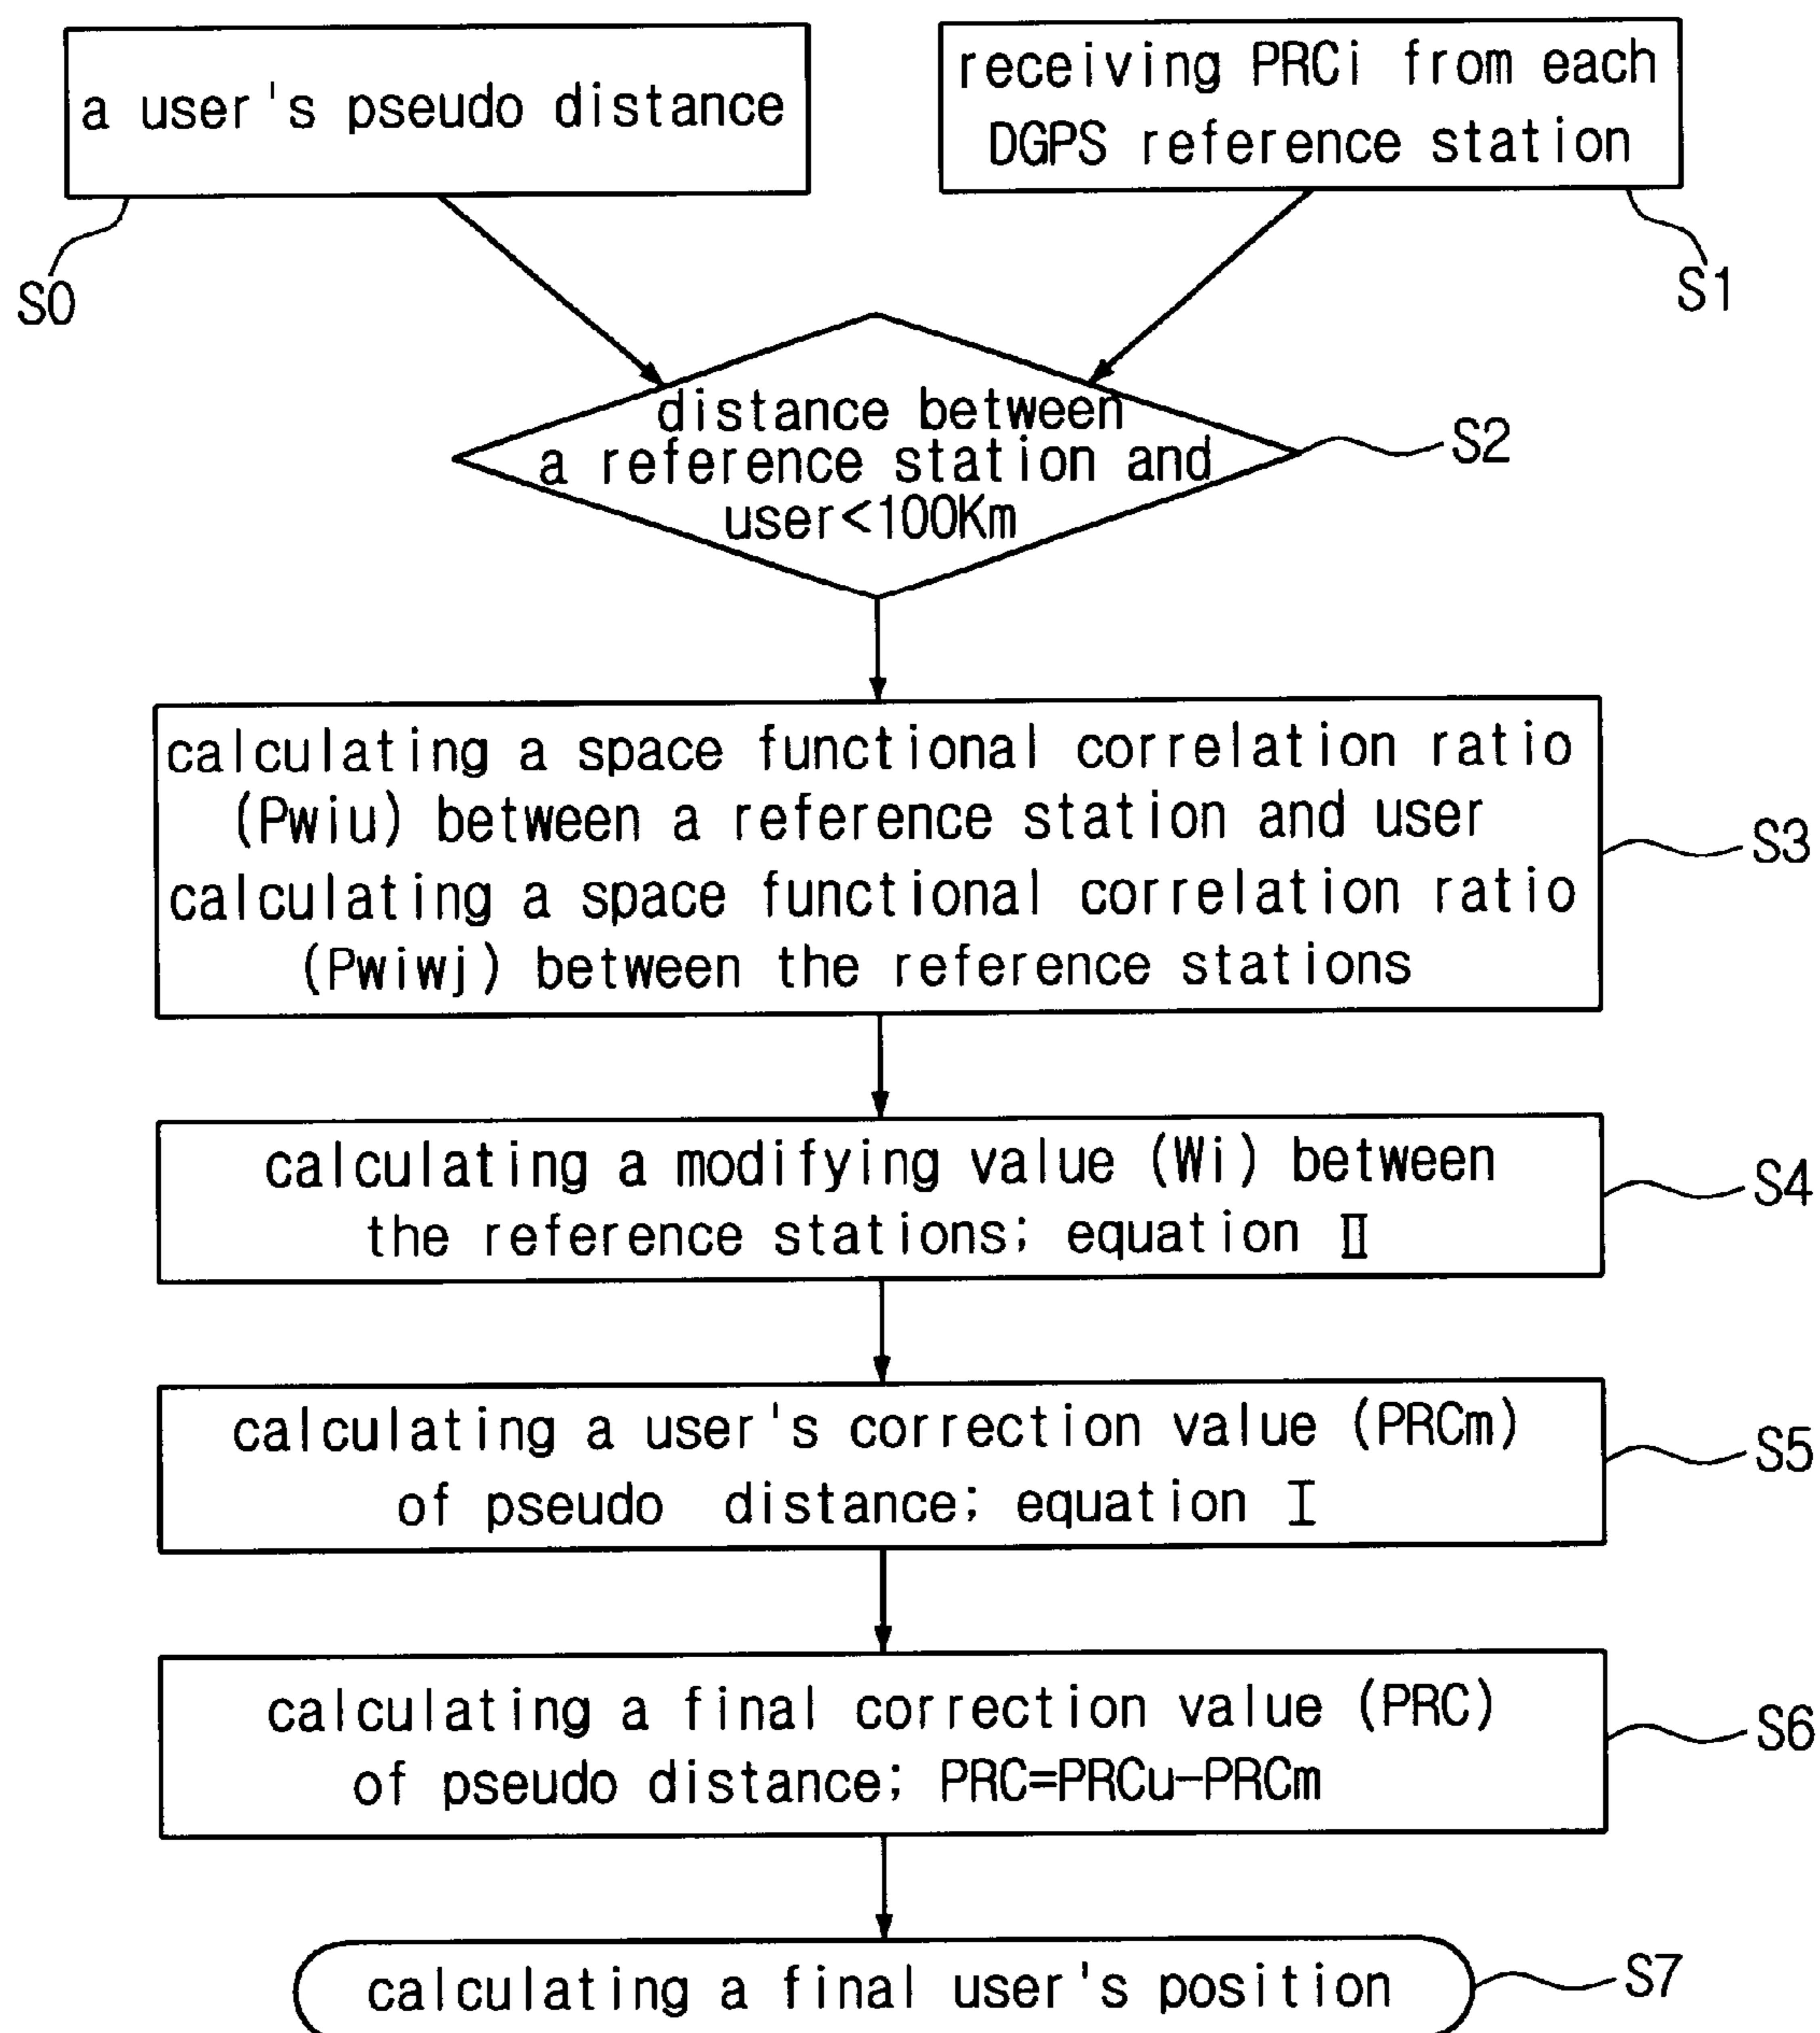 a user's pseudo distance
receiving PRCi from each
DGPS reference station
S0
S1
distance between
a reference station and
user<100Km
S2
calculating a space functional correlation ratio
(Pwiu) between a reference station and user
calculating a space functional correlation ratio
(Pwiwj) between the reference stations
S3
calculating a modifying value (Wi) between
the reference stations; equation Ⅱ
S4
calculating a user's correction value (PRCm)
of pseudo distance; equation Ⅰ
S5
calculating a final correction value (PRC)
of pseudo distance; PRC=PRCu-PRCm
S6
calculating a final user's position
S7